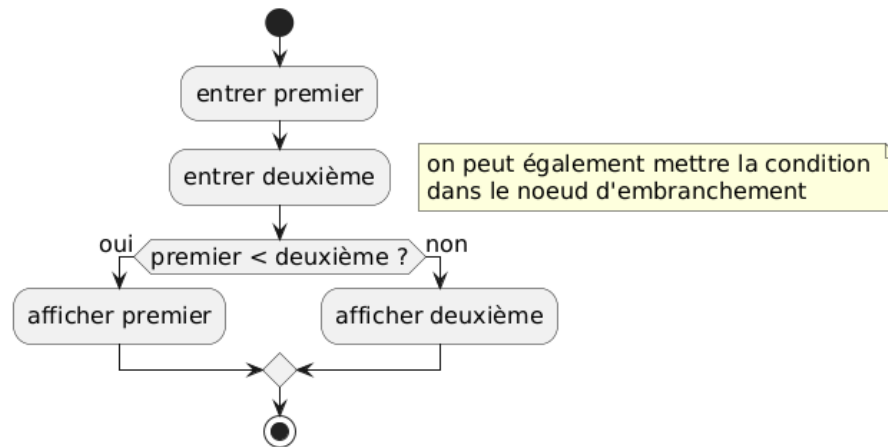 entrer premier
entrer deuxième
on peut également mettre la condition
dans le noeud d'embranchement
oui
premier < deuxième ?
non
afficher premier
afficher deuxième